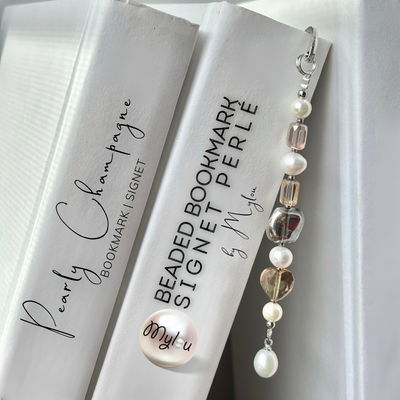 Pearly Champagne
BOOKMARK | SIGNET
BEADED BOOKMARK
SIGNET PERLE
by Mylou
Mylou